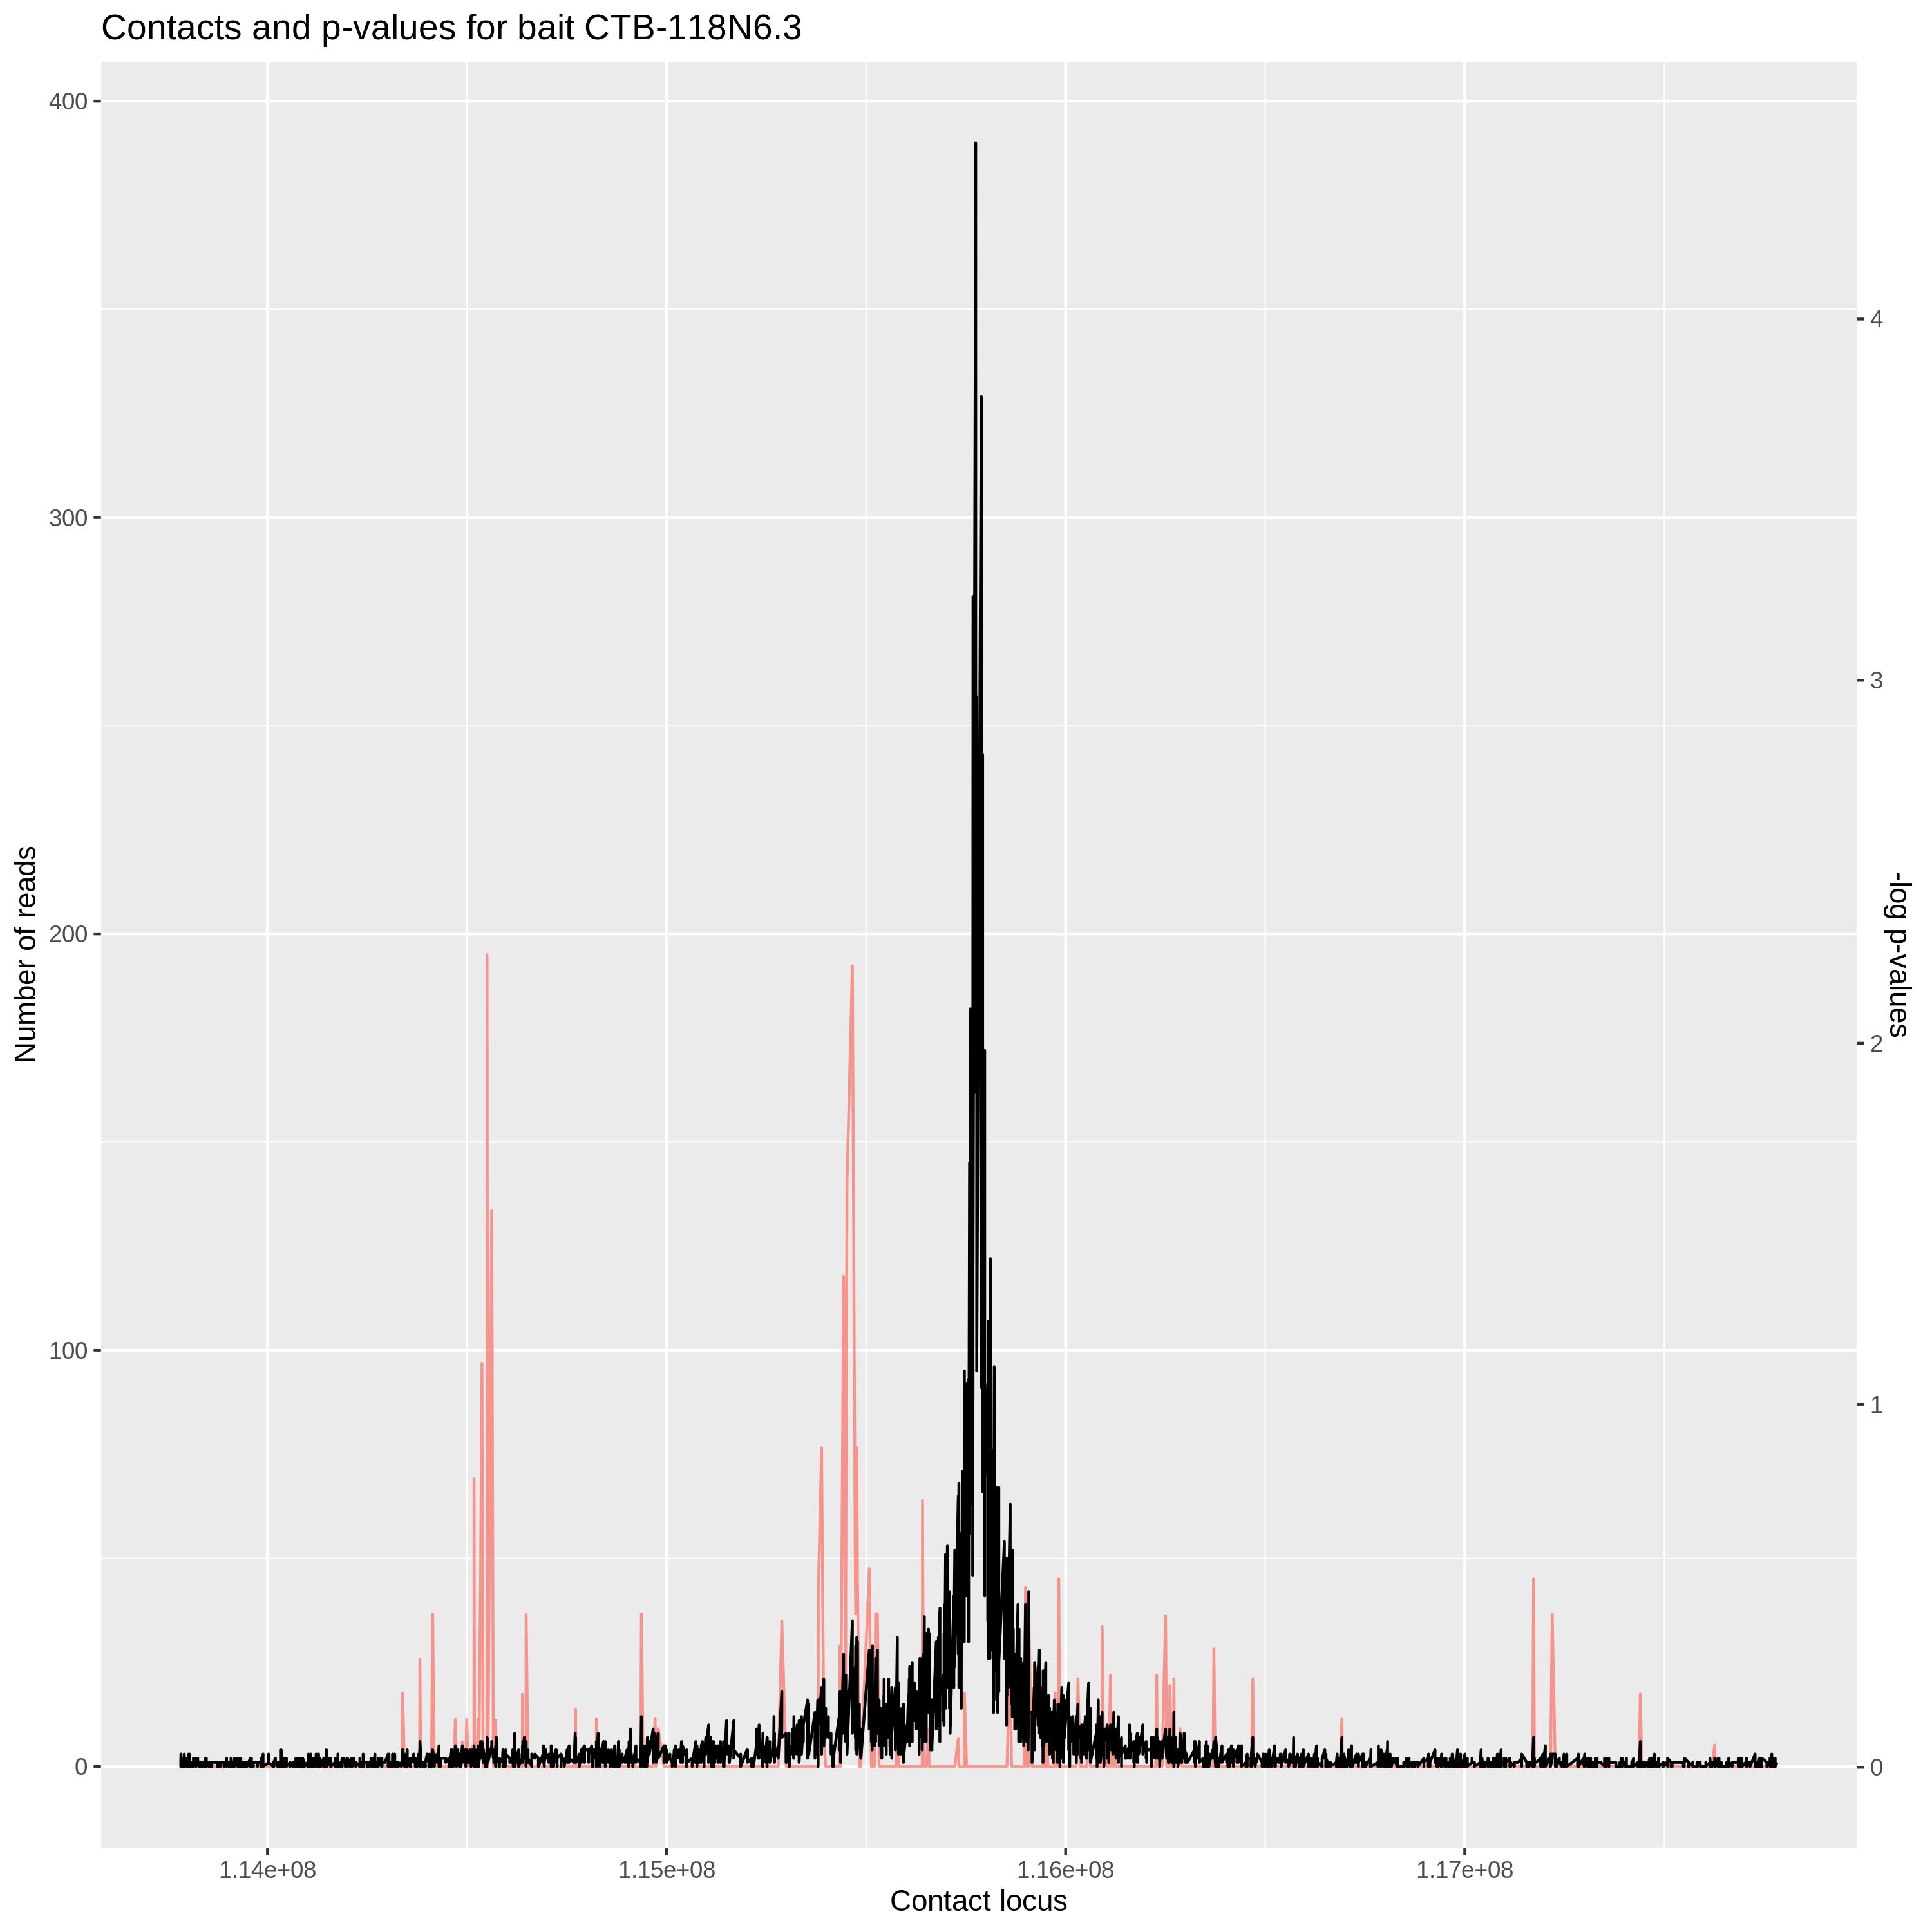 Contacts and p-values for bait CTB-118N6.3
400
300
200
100
0
Number of reads
4
3
2
1
0
-log p-values
1.14e+08
1.15e+08
1.16e+08
1.17e+08
Contact locus